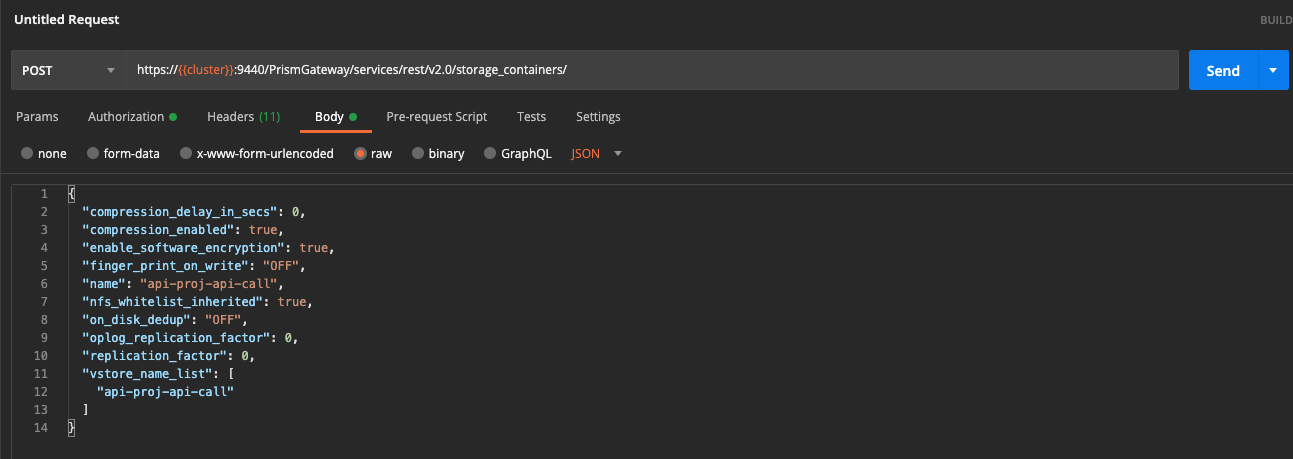 Untitled Request
BUILD
POST https://{{cluster}}:9440/PrismGateway/services/rest/v2.0/storage_containers/ Send
Params Authorization Headers (11) Body Pre-request Script Tests Settings
none form-data x-www-form-urlencoded raw binary GraphQL JSON
1 {
2 "compression_delay_in_secs": 0,
3 "compression_enabled": true,
4 "enable_software_encryption": true,
5 "finger_print_on_write": "OFF",
6 "name": "api-proj-api-call",
7 "nfs_whitelist_inherited": true,
8 "on_disk_dedup": "OFF",
9 "oplog_replication_factor": 0,
10 "replication_factor": 0,
11 "vstore_name_list": [
12 "api-proj-api-call"
13 ]
14 }